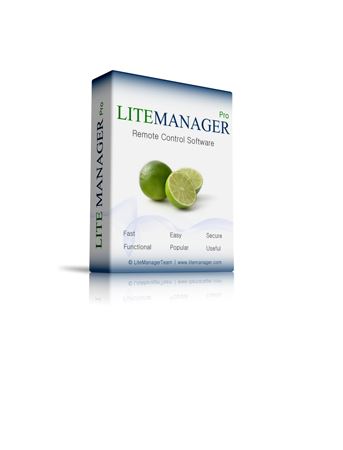 Pro
LITEMANAGER
Remote Control Software
Fast Easy Secure
Functional Popular Useful
© LiteManagerTeam | www.litemanager.com
LITEMANAGER Pro